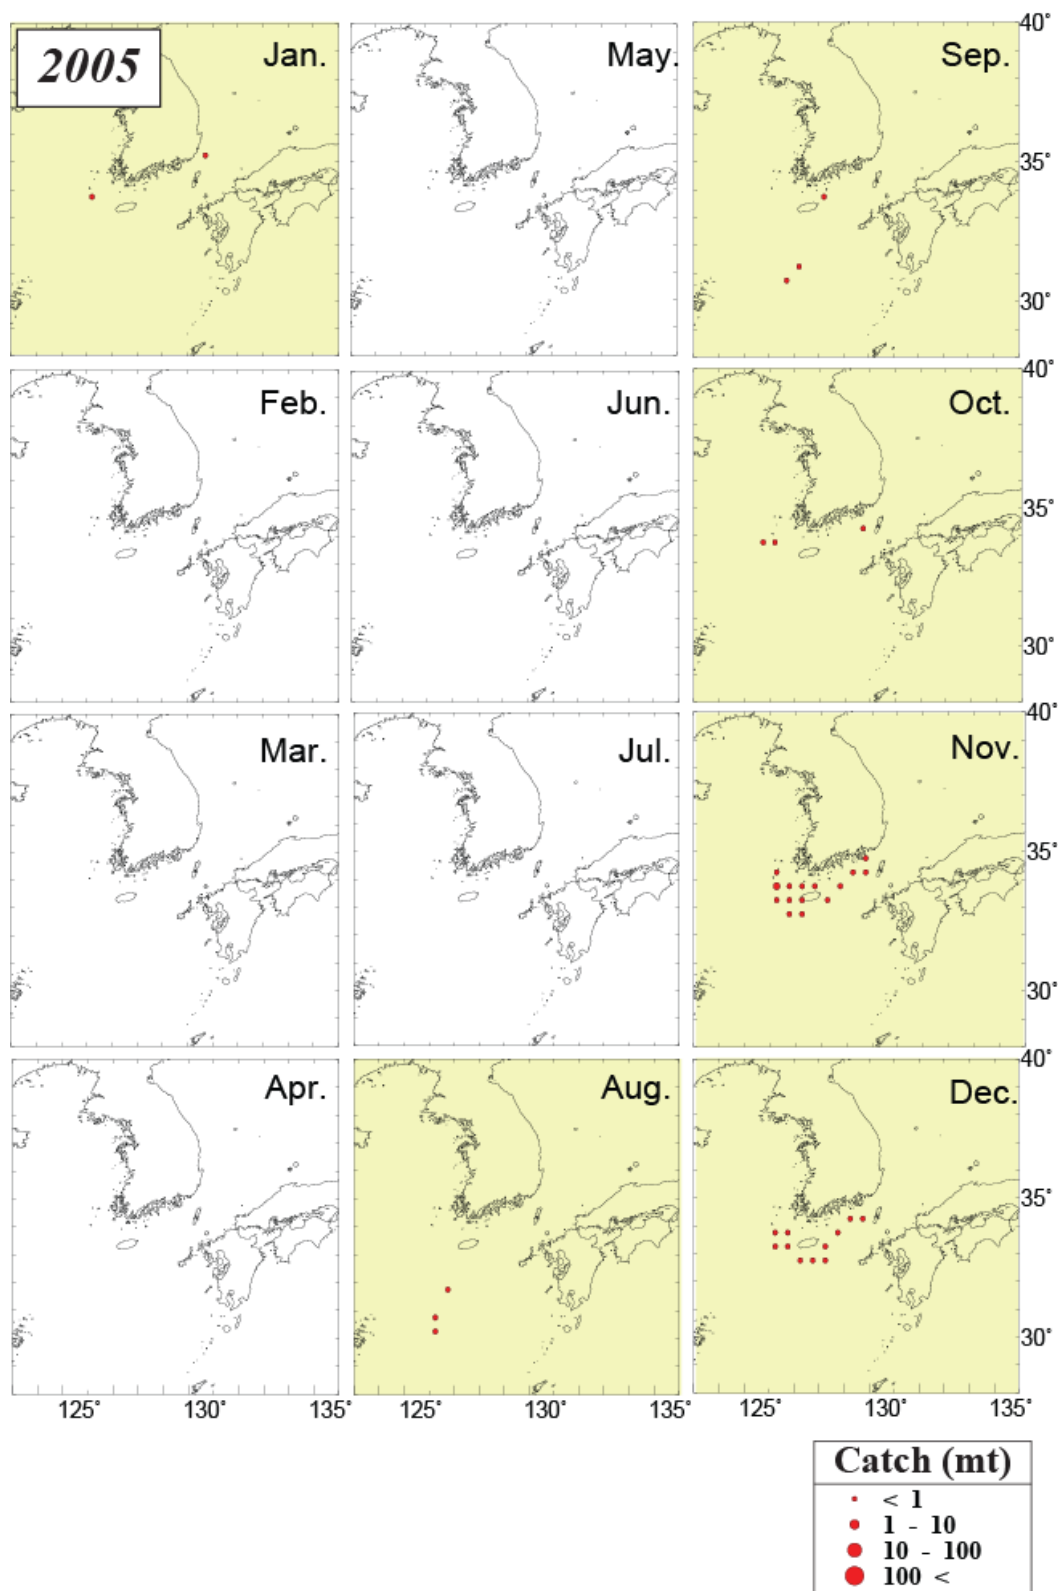 2005
Jan.
May.
Sep.
40°
35°
30°
Feb.
Jun.
Oct.
40°
35°
30°
Mar.
Jul.
Nov.
40°
35°
30°
Apr.
Aug.
Dec.
40°
35°
30°
125° 130° 135° 125° 130° 135° 125° 130° 135°
Catch (mt)
< 1
1 - 10
10 - 100
100 <